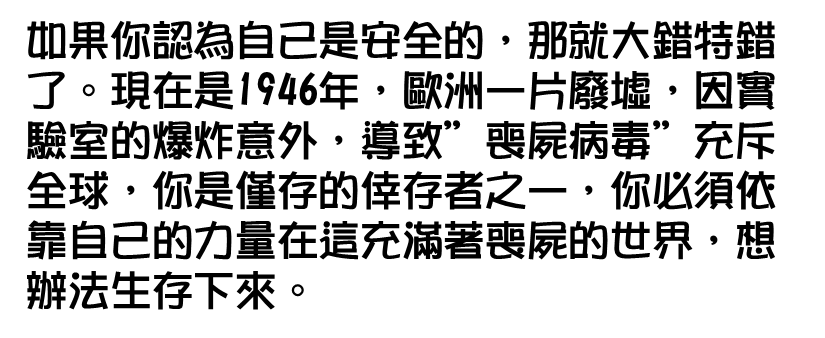 如果你認為自己是安全的，那就大錯特錯
了。現在是1946年，歐洲一片廢墟，因實
驗室的爆炸意外，導致”喪屍病毒”充斥
全球，你是僅存的倖存者之一，你必須依
靠自己的力量在這充滿著喪屍的世界，想
辦法生存下來。